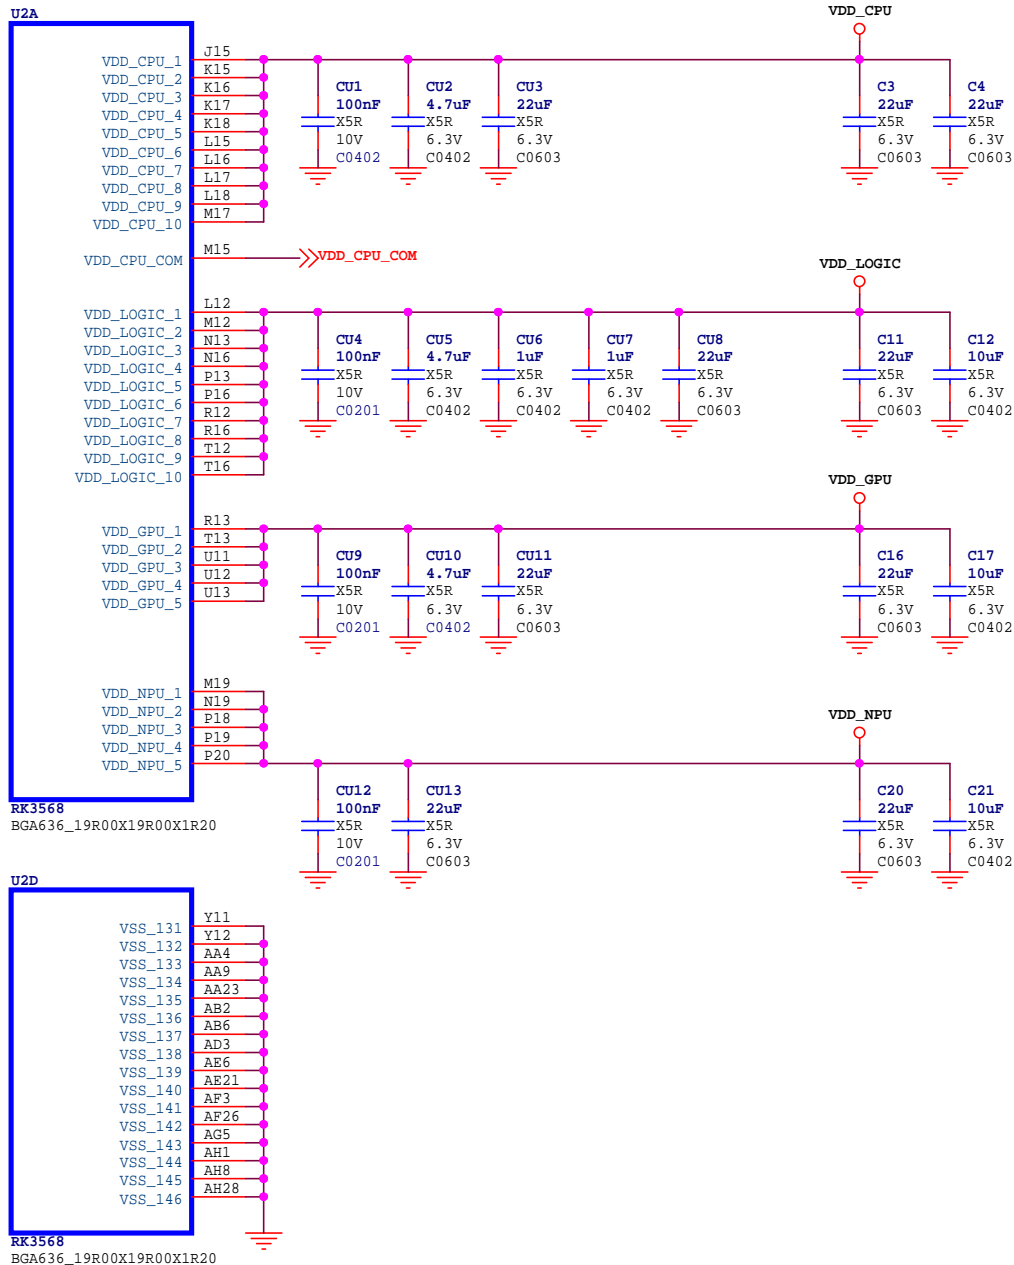 U2A
VDD_CPU
VDD_CPU_1 J15
VDD_CPU_2 K15
VDD_CPU_3 K16
VDD_CPU_4 K17
VDD_CPU_5 K18
VDD_CPU_6 L15
VDD_CPU_7 L16
VDD_CPU_8 L17
VDD_CPU_9 L18
VDD_CPU_10 M17
CU1 CU2 CU3 C3 C4
100nF 4.7uF 22uF 22uF 22uF
X5R X5R X5R X5R X5R
10V 6.3V 6.3V 6.3V 6.3V
C0402 C0402 C0603 C0603 C0603
VDD_CPU_COM M15 VDD_CPU_COM
VDD_LOGIC
VDD_LOGIC_1 L12
VDD_LOGIC_2 M12
VDD_LOGIC_3 N13
VDD_LOGIC_4 N16
VDD_LOGIC_5 P13
VDD_LOGIC_6 P16
VDD_LOGIC_7 R12
VDD_LOGIC_8 R16
VDD_LOGIC_9 T12
VDD_LOGIC_10 T16
CU4 CU5 CU6 CU7 CU8 C11 C12
100nF 4.7uF 1uF 1uF 22uF 22uF 10uF
X5R X5R X5R X5R X5R X5R X5R
10V 6.3V 6.3V 6.3V 6.3V 6.3V 6.3V
C0201 C0402 C0402 C0402 C0603 C0603 C0402
VDD_GPU
VDD_GPU_1 R13
VDD_GPU_2 T13
VDD_GPU_3 U11
VDD_GPU_4 U12
VDD_GPU_5 U13
CU9 CU10 CU11 C16 C17
100nF 4.7uF 22uF 22uF 10uF
X5R X5R X5R X5R X5R
10V 6.3V 6.3V 6.3V 6.3V
C0201 C0402 C0603 C0603 C0402
VDD_NPU_1 M19
VDD_NPU_2 N19
VDD_NPU_3 P18
VDD_NPU_4 P19
VDD_NPU_5 P20
VDD_NPU
CU12 CU13 C20 C21
100nF 22uF 22uF 10uF
X5R X5R X5R X5R
10V 6.3V 6.3V 6.3V
C0201 C0603 C0603 C0402
RK3568
BGA636_19R00X19R00X1R20
U2D
VSS_131 Y11
VSS_132 Y12
VSS_133 AA4
VSS_134 AA9
VSS_135 AA23
VSS_136 AB2
VSS_137 AB6
VSS_138 AD3
VSS_139 AE6
VSS_140 AE21
VSS_141 AF3
VSS_142 AF26
VSS_143 AG5
VSS_144 AH1
VSS_145 AH8
VSS_146 AH28
RK3568
BGA636_19R00X19R00X1R20